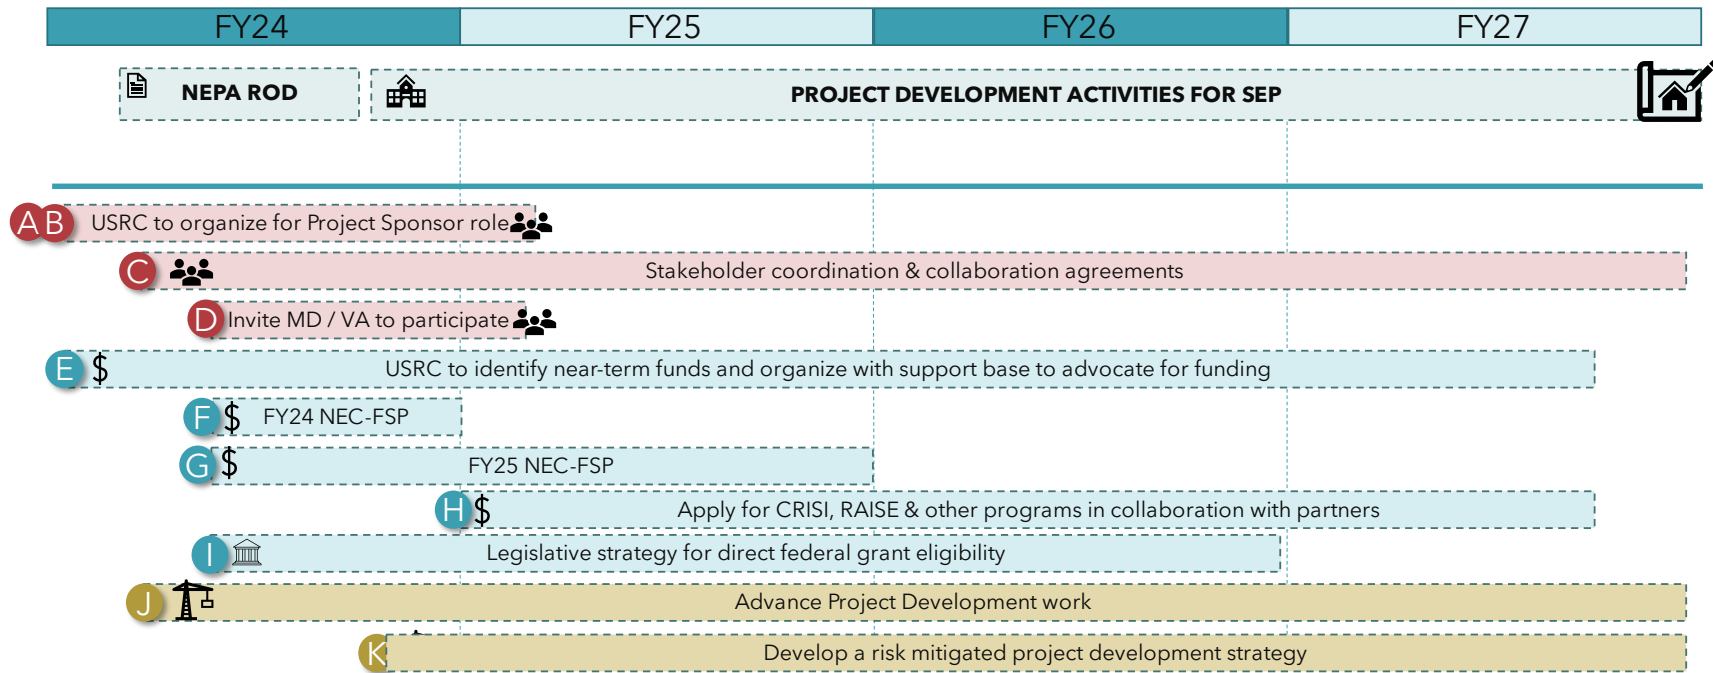 FY24 FY25 FY26 FY27
NEPA ROD
PROJECT DEVELOPMENT ACTIVITIES FOR SEP
A B USRC to organize for Project Sponsor role
C Stakeholder coordination & collaboration agreements
D Invite MD / VA to participate
E $ USRC to identify near-term funds and organize with support base to advocate for funding
F $ FY24 NEC-FSP
G $ FY25 NEC-FSP
H $ Apply for CRISI, RAISE & other programs in collaboration with partners
I Legislative strategy for direct federal grant eligibility
J Advance Project Development work
K Develop a risk mitigated project development strategy